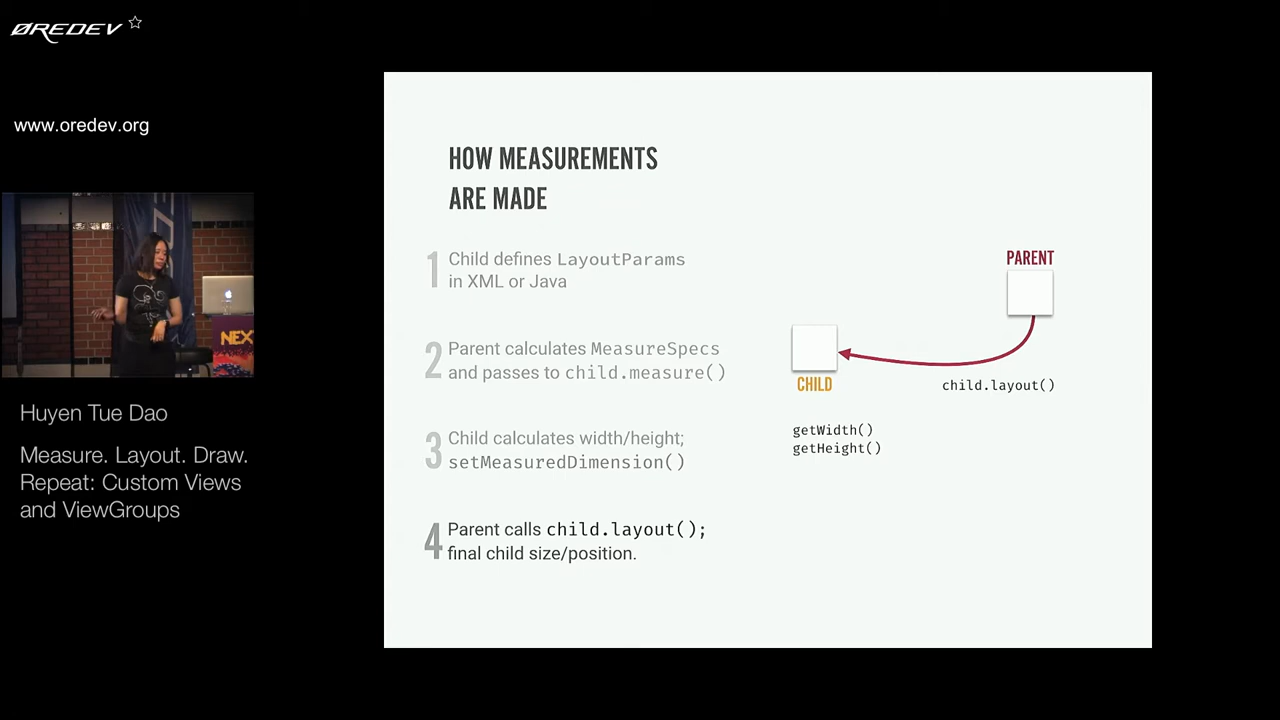 ØREDEV
www.oredev.org
HOW MEASUREMENTS
ARE MADE
1 Child defines LayoutParams
in XML or Java
2 Parent calculates MeasureSpecs
and passes to child.measure()
3 Child calculates width/height;
setMeasuredDimension()
4 Parent calls child.layout();
final child size/position.
PARENT
CHILD
child.layout()
getWidth()
getHeight()
NEX
Huyen Tue Dao
Measure. Layout. Draw.
Repeat: Custom Views
and ViewGroups